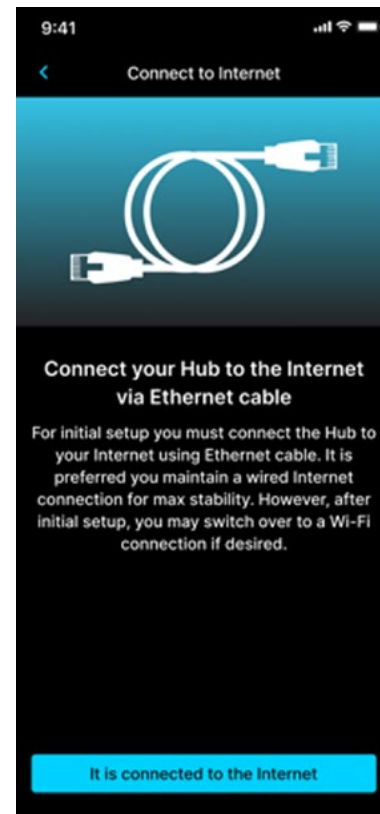 9:41
Connect to Internet
Connect your Hub to the Internet
via Ethernet cable
For initial setup you must connect the Hub to
your Internet using Ethernet cable. It is
preferred you maintain a wired Internet
connection for max stability. However, after
initial setup, you may switch over to a Wi-Fi
connection if desired.
It is connected to the Internet